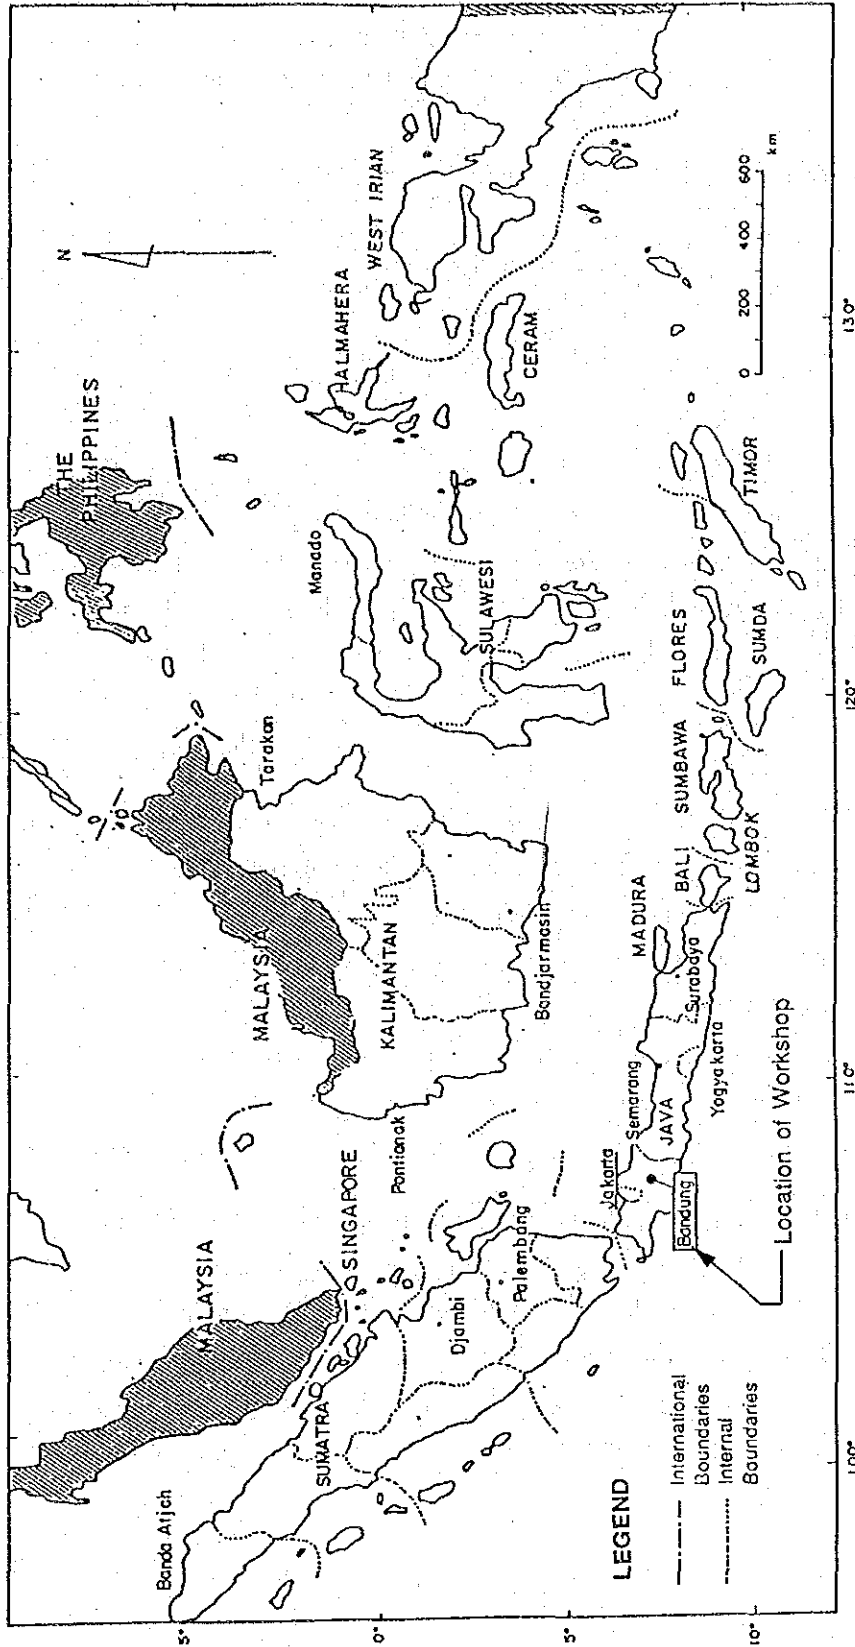 THE
PHILIPPINES
N
MALAYSIA
MALAYSIA
SINGAPORE
Banda Atjeh
SUMATRA
Djambi
Palembang
Pontianak
KALIMANTAN
Tarakan
Bandjarmasin
Manado
SULAWESI
HALMAHERA
WEST IRIAN
CERAM
Jakarta
Semarang
JAVA
Bandung
Yogyakarta
Surabaya
MADURA
BALI
LOMBOK
SUMBAWA
FLORES
SUMDA
TIMOR
Location of Workshop
LEGEND
International
Boundaries
Internal
Boundaries
0 200 400 600
km
5°
0°
5°
10°
100°
110°
120°
130°